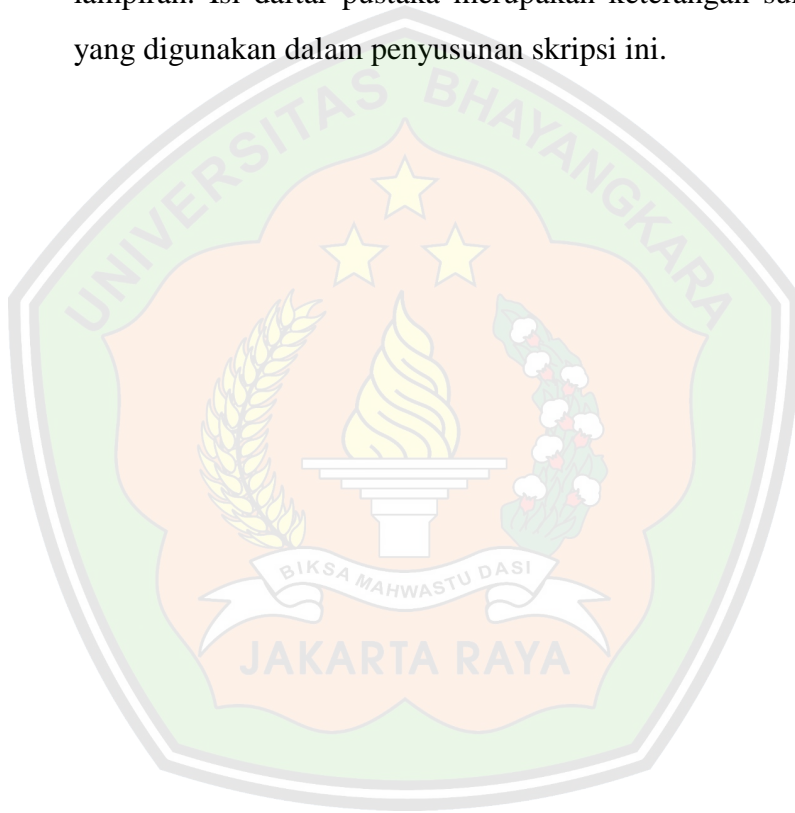 lampiran. Isi daftar pustaka merupakan keterangan
yang digunakan dalam penyusunan skripsi ini.
UNIVERSITAS BHAYANGKARA
BIKSA MAHWASTU DASI
JAKARTA RAYA